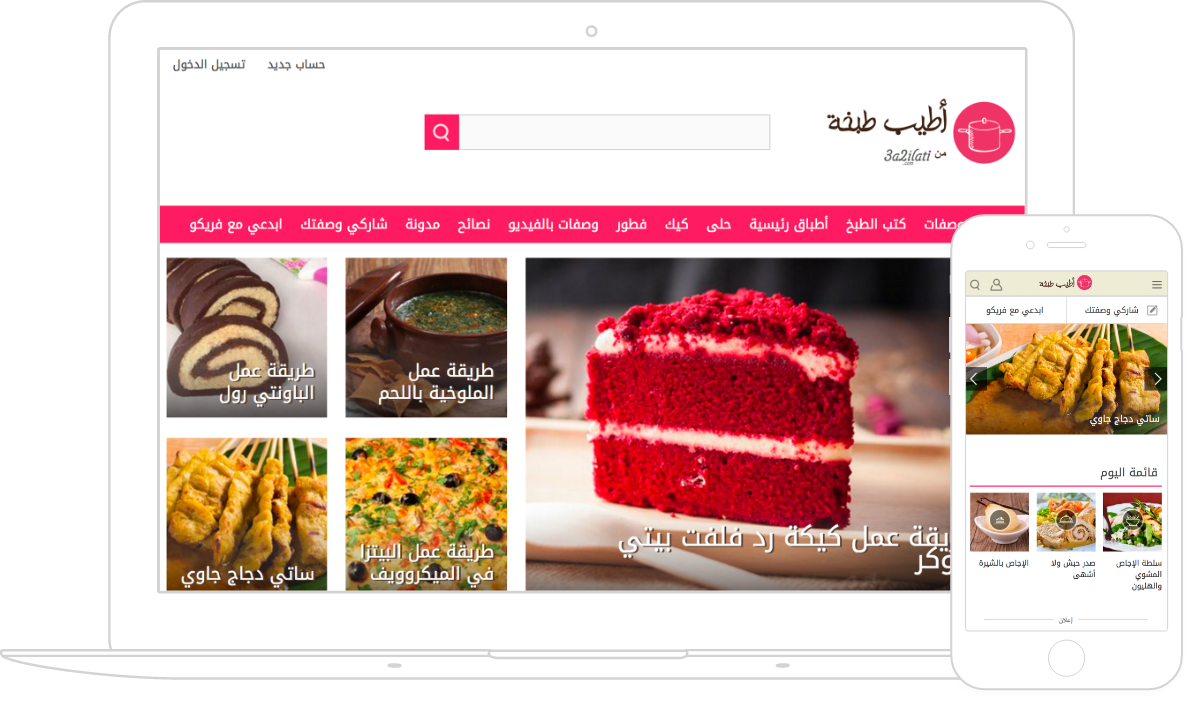 حساب جديد
تسجيل الدخول
أطيب طبخة
من 3a2ilati
.com
وصفات
كتب الطبخ
أطباق رئيسية
حلى
كيك
فطور
وصفات بالفيديو
نصائح
مدونة
شاركي وصفتك
ابدعي مع فريكو
يقة عمل كيكة رد فلفت بيتي
وكر
طريقة عمل
الملوخية باللحم
طريقة عمل
الباونتي رول
طريقة عمل البيتزا
في الميكروويف
ساتي دجاج جاوي
أطيب طبخة
شاركي وصفتك
ابدعي مع فريكو
ساتي دجاج جاوي
قائمة اليوم
سلطة الإجاص
المشوي
والهليون
صدر حبش ولا
أشهى
الإجاص بالشيرة
إعلان